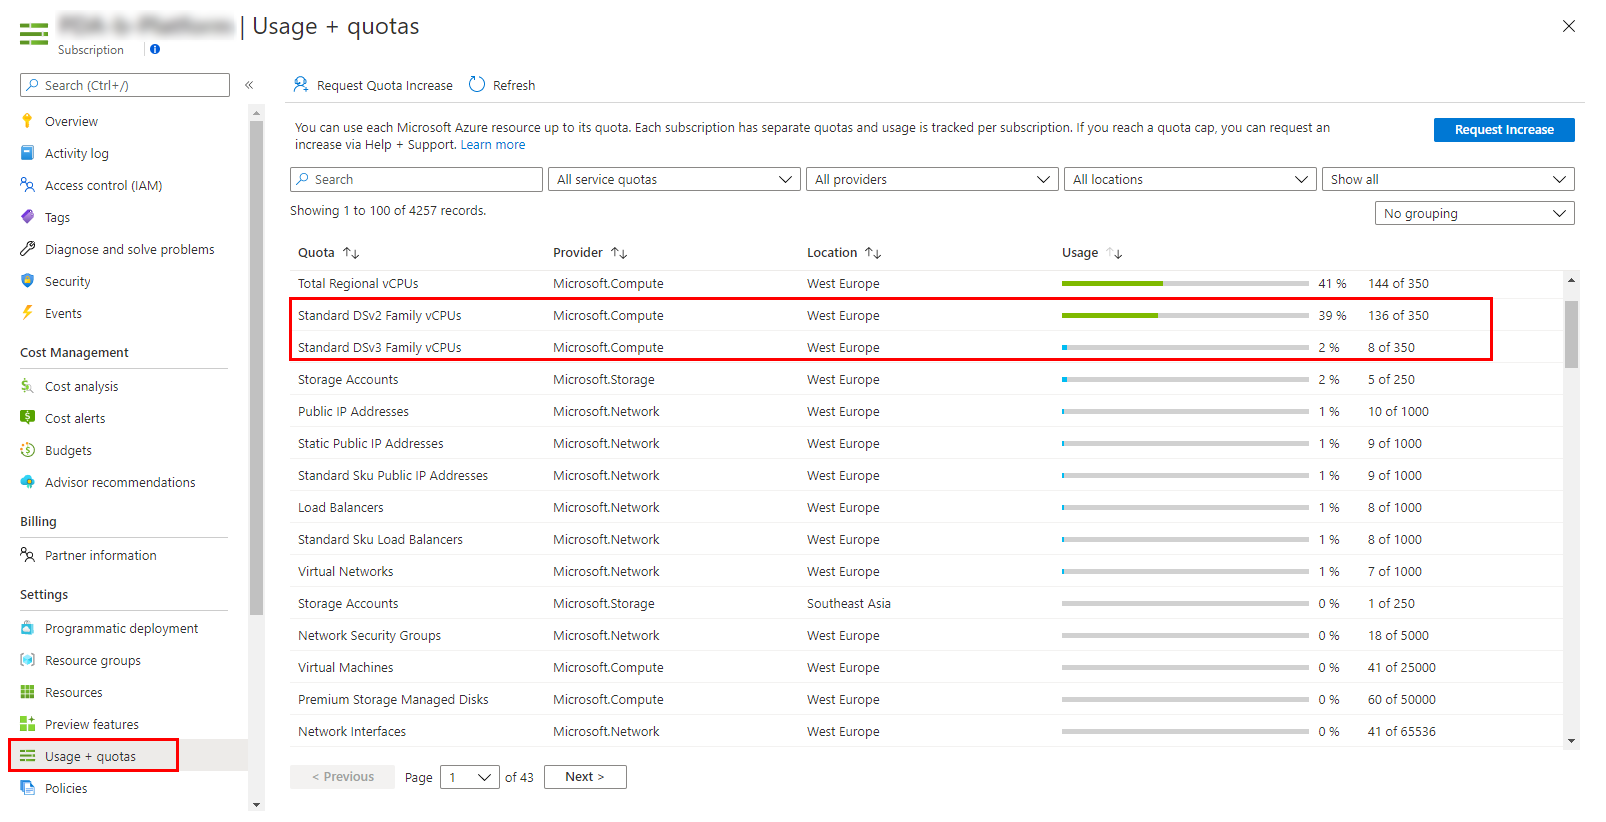 | Usage + quotas
Subscription
Search (Ctrl+/)
«
Overview
Activity log
Access control (IAM)
Tags
Diagnose and solve problems
Security
Events
Cost Management
Cost analysis
Cost alerts
Budgets
Advisor recommendations
Billing
Partner information
Settings
Programmatic deployment
Resource groups
Resources
Preview features
Usage + quotas
Policies
Request Quota Increase Refresh
You can use each Microsoft Azure resource up to its quota. Each subscription has separate quotas and usage is tracked per subscription. If you reach a quota cap, you can request an
increase via Help + Support. Learn more
Request Increase
Search All service quotas All providers All locations Show all
Showing 1 to 100 of 4257 records.
No grouping
Quota Provider Location Usage
Total Regional vCPUs Microsoft.Compute West Europe 41 % 144 of 350
Standard DSv2 Family vCPUs Microsoft.Compute West Europe 39 % 136 of 350
Standard DSv3 Family vCPUs Microsoft.Compute West Europe 2 % 8 of 350
Storage Accounts Microsoft.Storage West Europe 2 % 5 of 250
Public IP Addresses Microsoft.Network West Europe 1 % 10 of 1000
Static Public IP Addresses Microsoft.Network West Europe 1 % 9 of 1000
Standard Sku Public IP Addresses Microsoft.Network West Europe 1 % 9 of 1000
Load Balancers Microsoft.Network West Europe 1 % 8 of 1000
Standard Sku Load Balancers Microsoft.Network West Europe 1 % 8 of 1000
Virtual Networks Microsoft.Network West Europe 1 % 7 of 1000
Storage Accounts Microsoft.Storage Southeast Asia 0 % 1 of 250
Network Security Groups Microsoft.Network West Europe 0 % 18 of 5000
Virtual Machines Microsoft.Compute West Europe 0 % 41 of 25000
Premium Storage Managed Disks Microsoft.Compute West Europe 0 % 60 of 50000
Network Interfaces Microsoft.Network West Europe 0 % 41 of 65536
< Previous Page 1 of 43 Next >